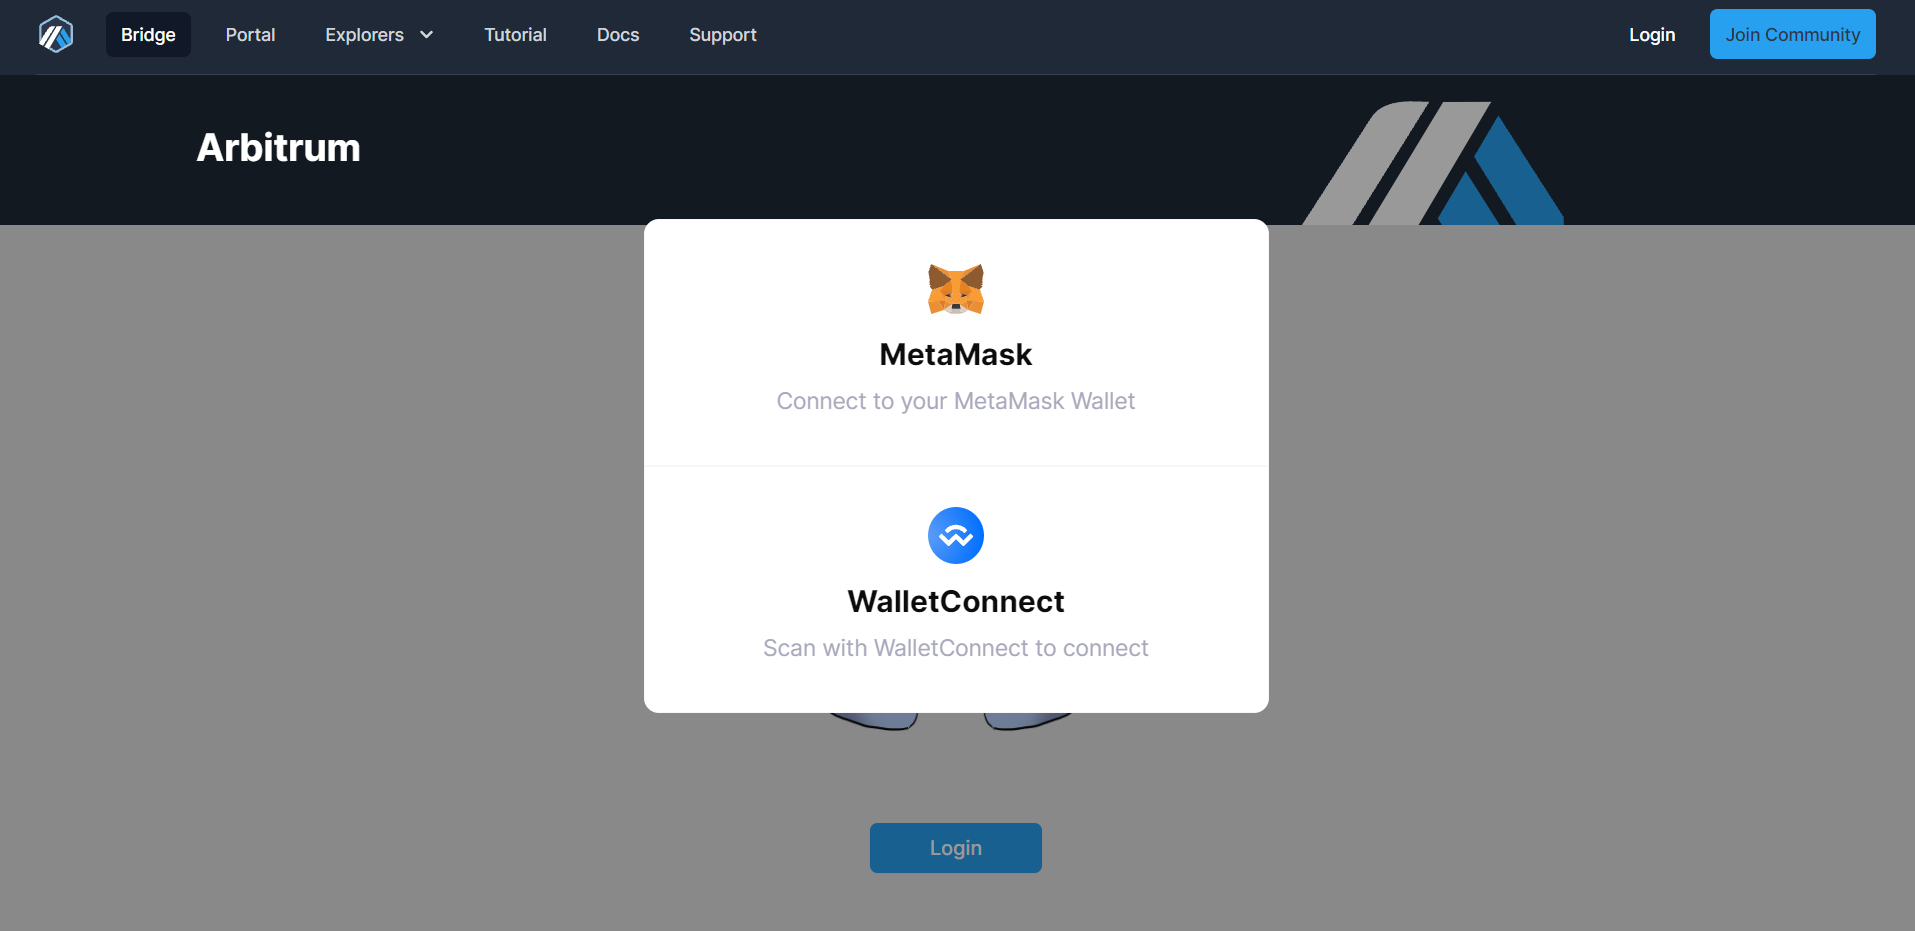 Bridge
Portal
Explorers
Tutorial
Docs
Support
Login
Join Community
Arbitrum
MetaMask
Connect to your MetaMask Wallet
WalletConnect
Scan with WalletConnect to connect
Login